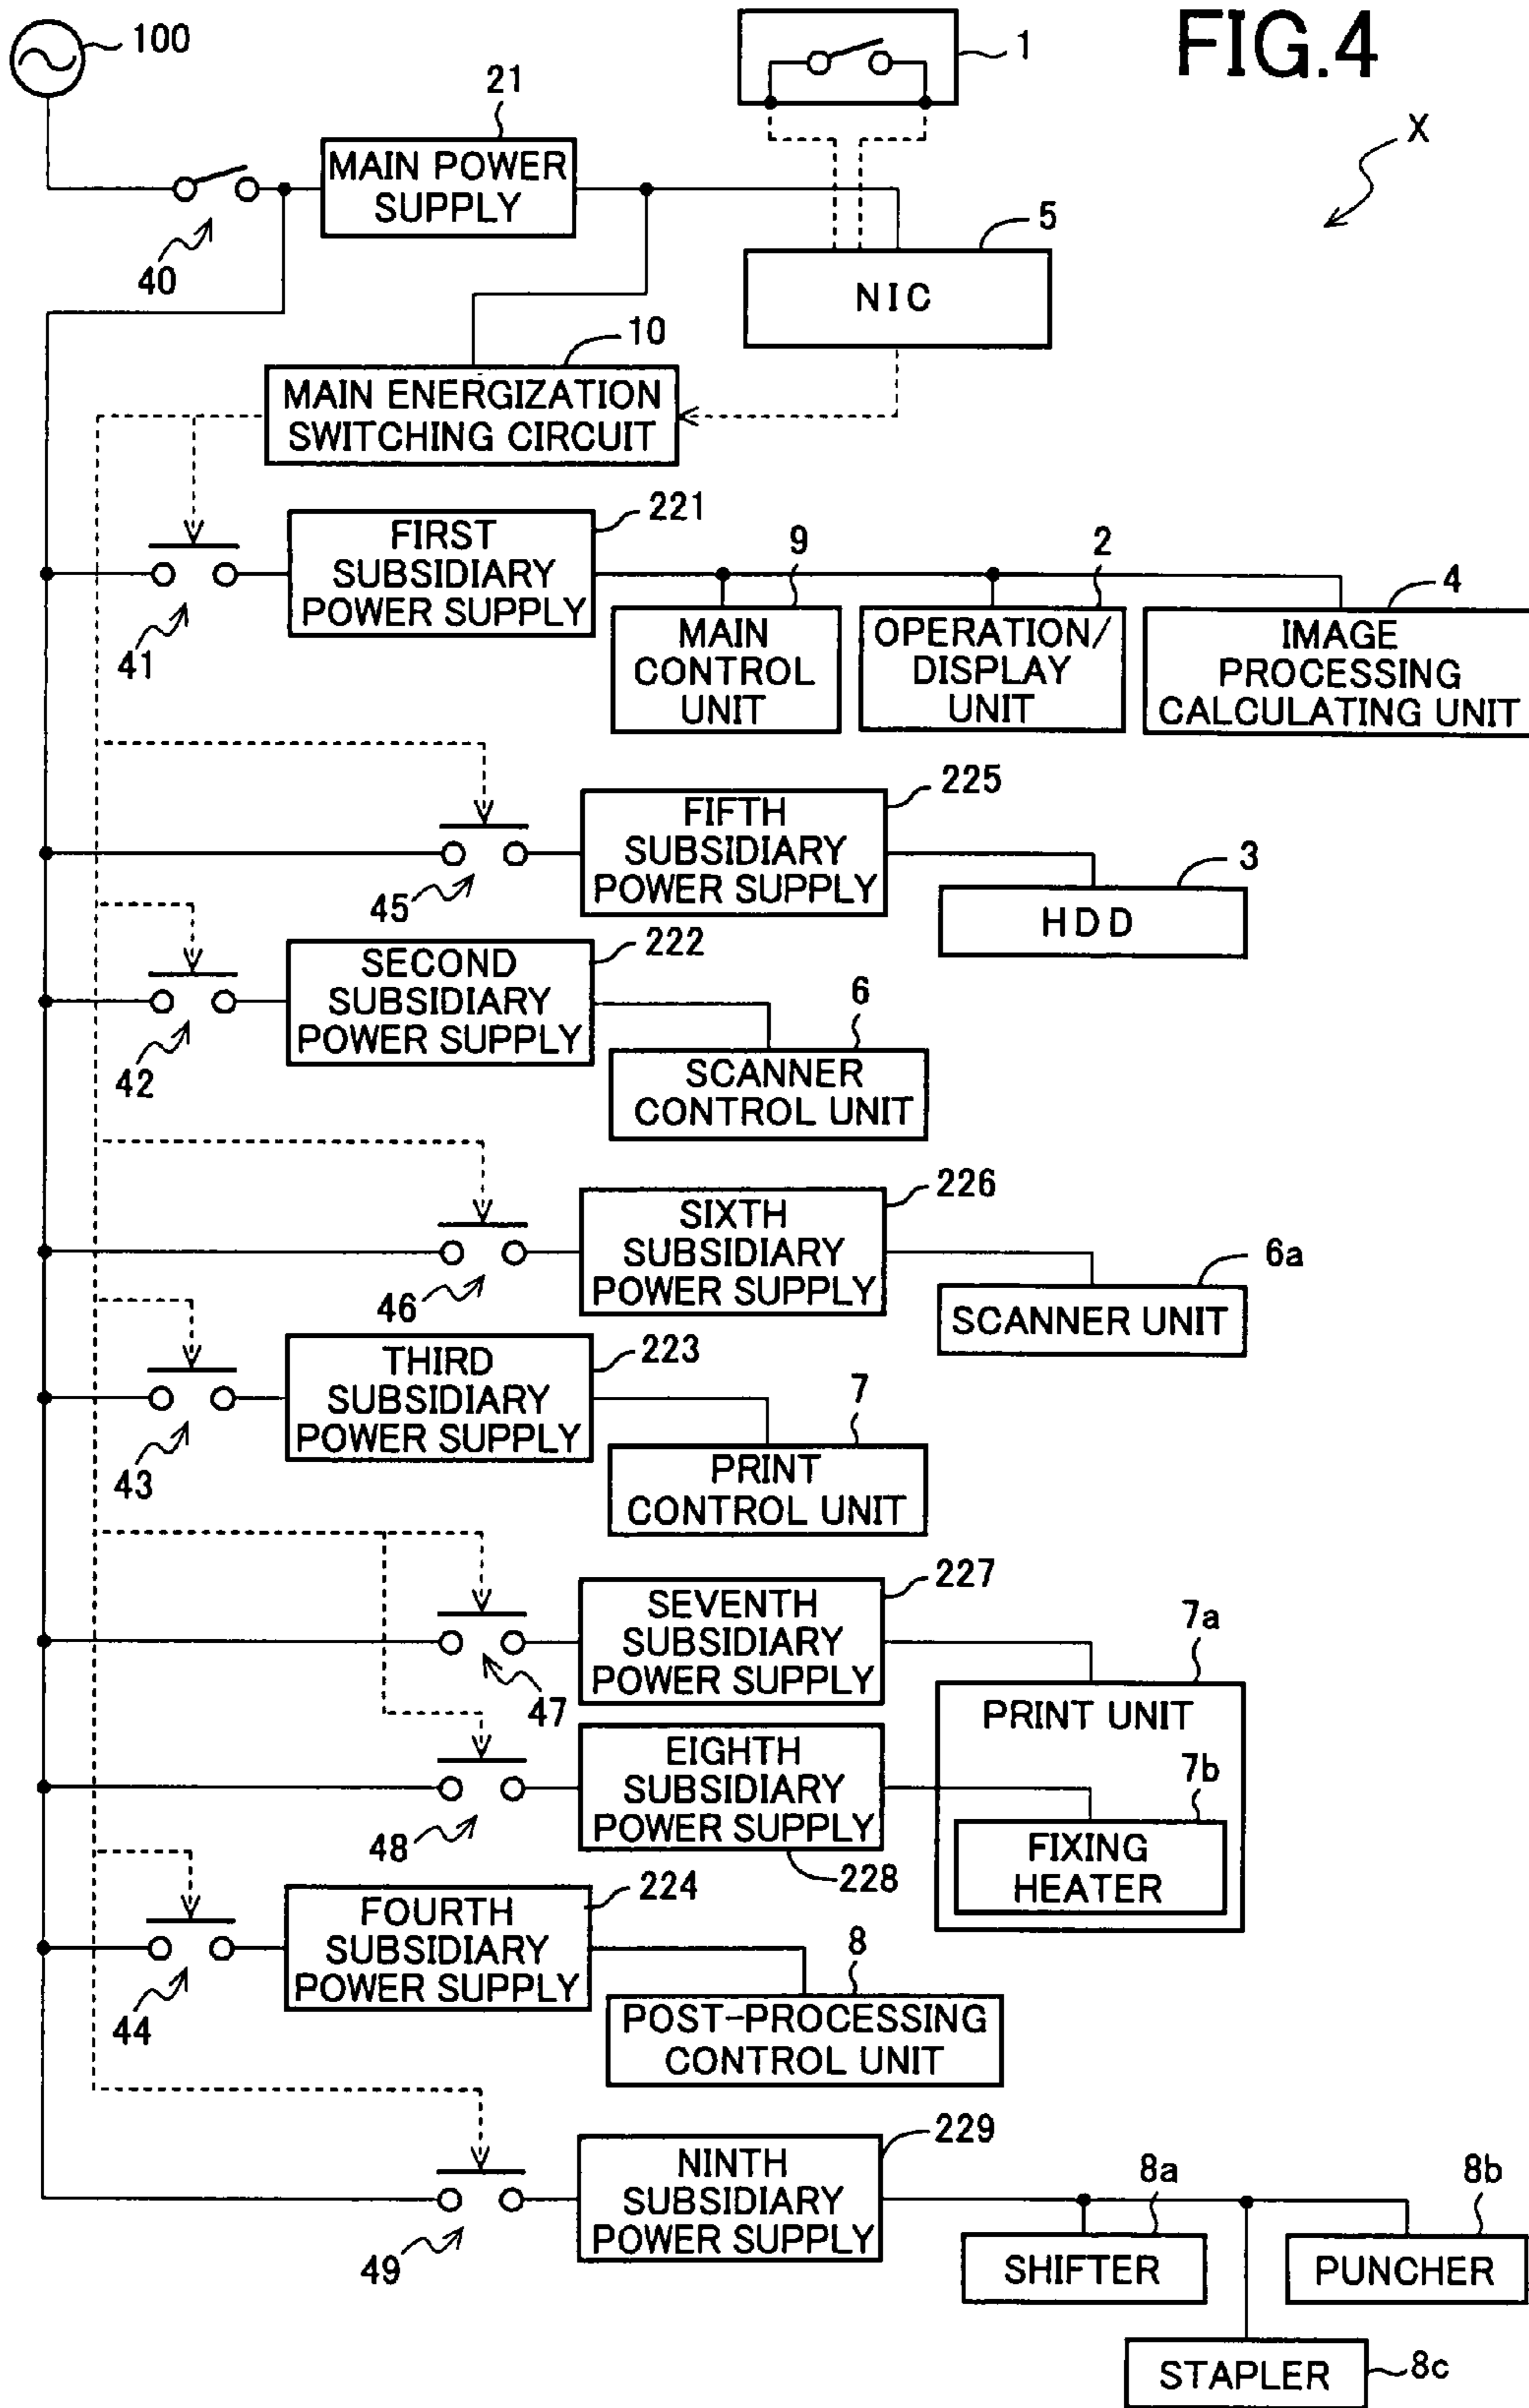 FIG.4
100
1
X
21
MAIN POWER
SUPPLY
40
5
NIC
10
MAIN ENERGIZATION
SWITCHING CIRCUIT
221
FIRST
SUBSIDIARY
POWER SUPPLY
41
9
MAIN
CONTROL
UNIT
2
OPERATION/
DISPLAY
UNIT
4
IMAGE
PROCESSING
CALCULATING UNIT
225
FIFTH
SUBSIDIARY
POWER SUPPLY
45
3
HDD
222
SECOND
SUBSIDIARY
POWER SUPPLY
42
6
SCANNER
CONTROL UNIT
226
SIXTH
SUBSIDIARY
POWER SUPPLY
46
6a
SCANNER UNIT
223
THIRD
SUBSIDIARY
POWER SUPPLY
43
7
PRINT
CONTROL UNIT
227
SEVENTH
SUBSIDIARY
POWER SUPPLY
47
7a
PRINT UNIT
EIGHTH
SUBSIDIARY
POWER SUPPLY
48
228
7b
FIXING
HEATER
224
FOURTH
SUBSIDIARY
POWER SUPPLY
44
8
POST-PROCESSING
CONTROL UNIT
229
NINTH
SUBSIDIARY
POWER SUPPLY
49
8a
SHIFTER
8b
PUNCHER
STAPLER
8c